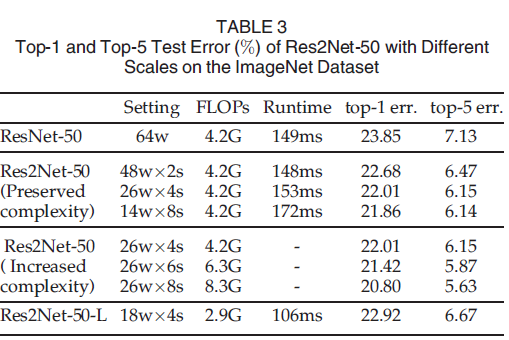 TABLE 3
Top-1 and Top-5 Test Error (%) of Res2Net-50 with Different
Scales on the ImageNet Dataset
Setting FLOPs Runtime top-1 err. top-5 err.
ResNet-50 64w 4.2G 149ms 23.85 7.13
Res2Net-50 48w×2s 4.2G 148ms 22.68 6.47
(Preserved 26w×4s 4.2G 153ms 22.01 6.15
complexity) 14w×8s 4.2G 172ms 21.86 6.14
Res2Net-50 26w×4s 4.2G - 22.01 6.15
( Increased 26w×6s 6.3G - 21.42 5.87
complexity) 26w×8s 8.3G - 20.80 5.63
Res2Net-50-L 18w×4s 2.9G 106ms 22.92 6.67